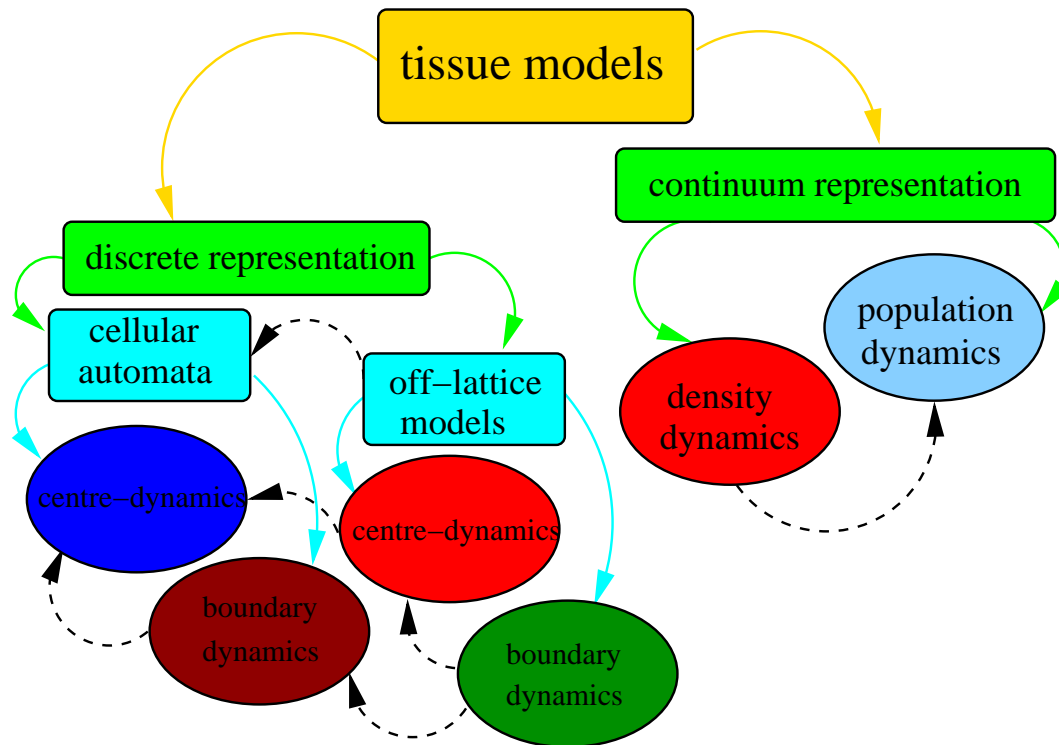 tissue models
continuum representation
discrete representation
cellular
automata
population
dynamics
off−lattice
models
density
dynamics
centre−dynamics
centre−dynamics
boundary
dynamics
boundary
dynamics